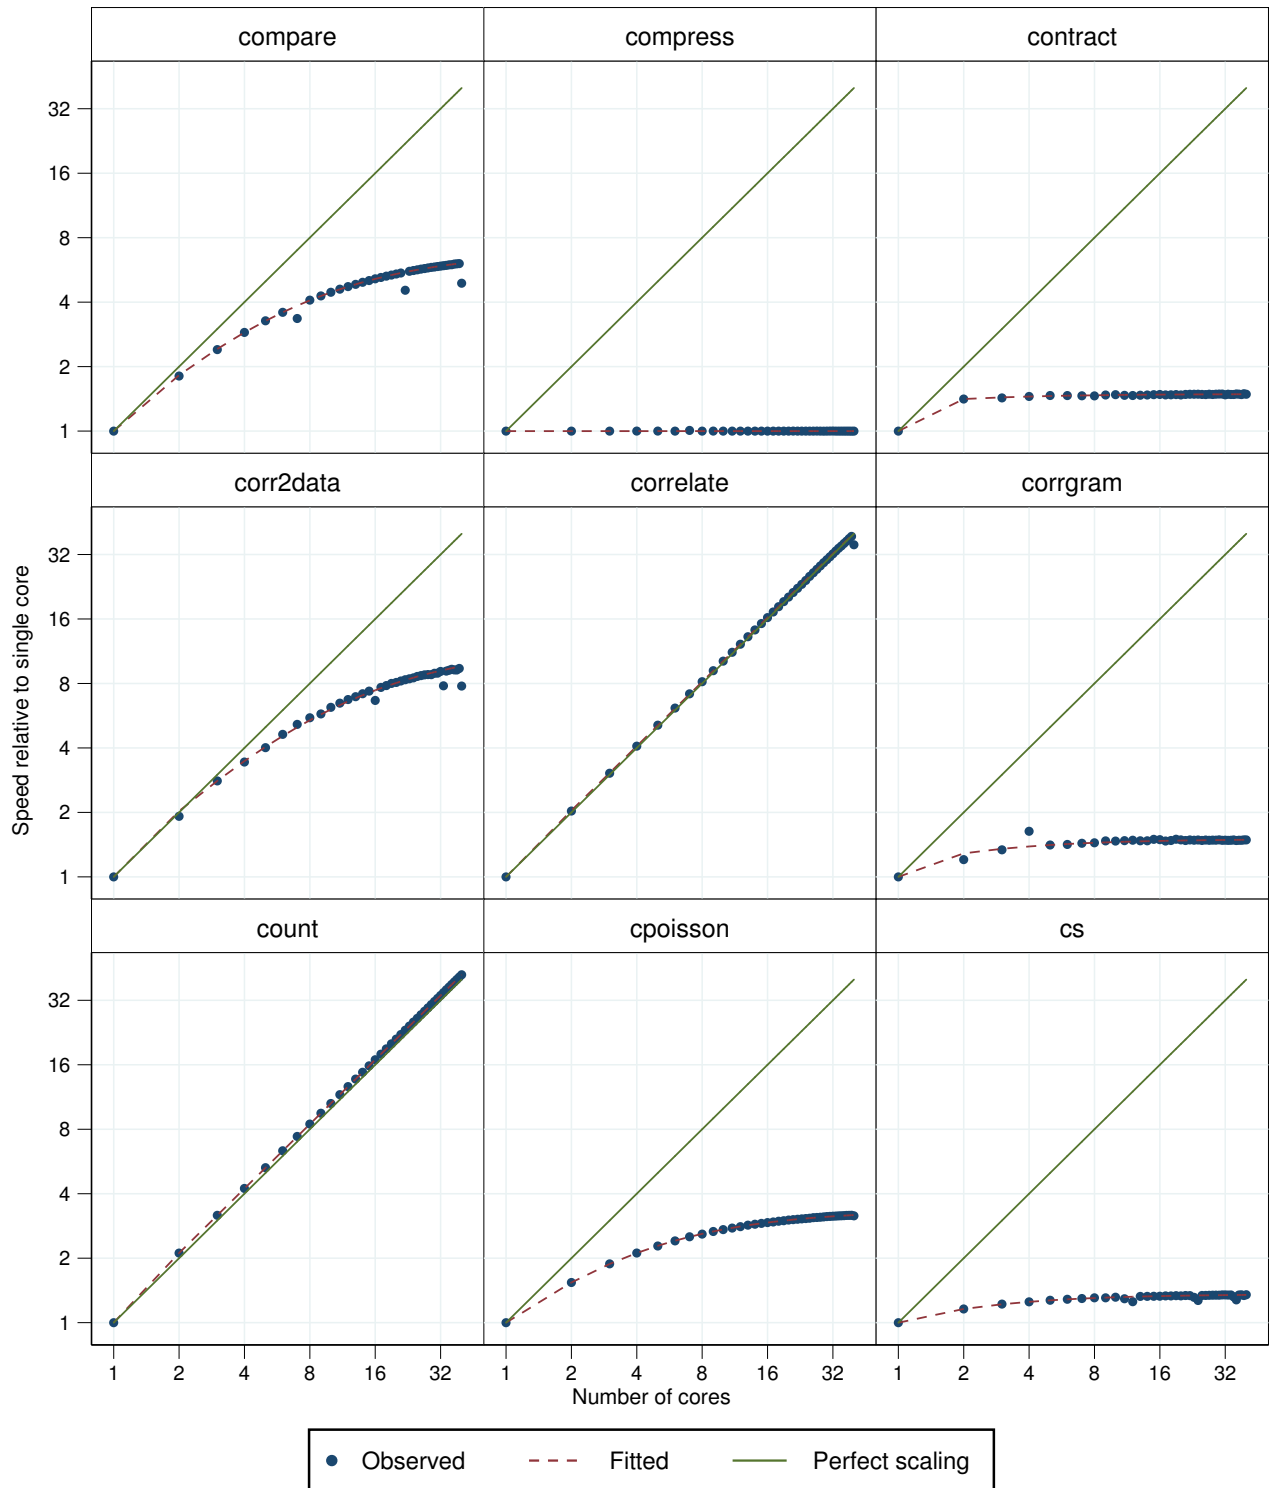 compare compress contract
32
16
8
4
2
1
corr2data correlate corrgram
32
16
8
4
2
1
Speed relative to single core
count cpoisson cs
32
16
8
4
2
1
1 2 4 8 16 32 1 2 4 8 16 32 1 2 4 8 16 32
Number of cores
Observed Fitted Perfect scaling